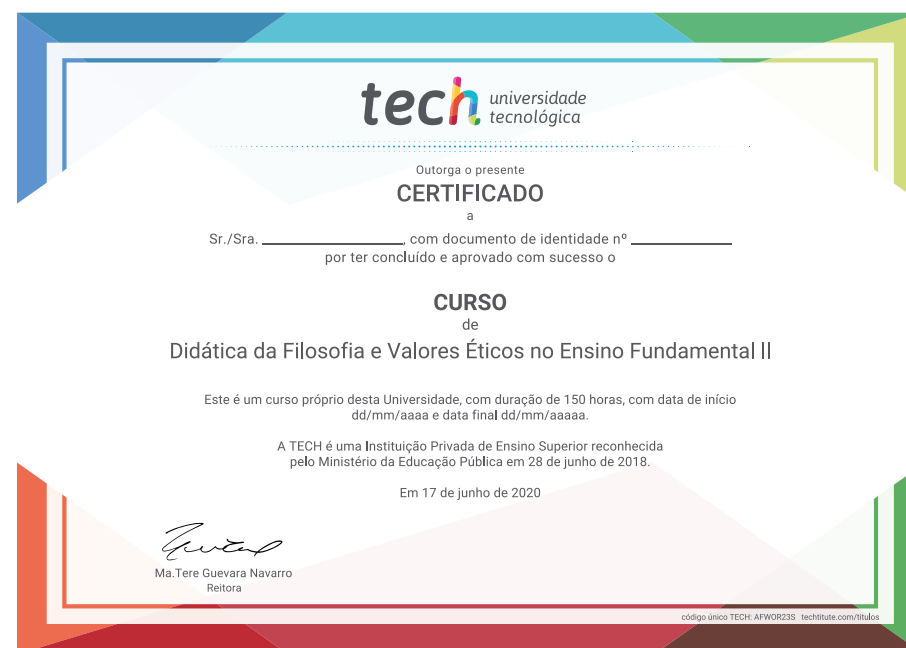 tech universidade
tecnológica
Outorga o presente
CERTIFICADO
a
Sr./Sra. ____________, com documento de identidade nº ____________
por ter concluído e aprovado com sucesso o
CURSO
de
Didática da Filosofia e Valores Éticos no Ensino Fundamental II
Este é um curso próprio desta Universidade, com duração de 150 horas, com data de início
dd/mm/aaaa e data final dd/mm/aaaaa.
A TECH é uma Instituição Privada de Ensino Superior reconhecida
pelo Ministério da Educação Pública em 28 de junho de 2018.
Em 17 de junho de 2020
Ma.Tere Guevara Navarro
Reitora
código único TECH: AFWOR23S techtitute.com/titulos